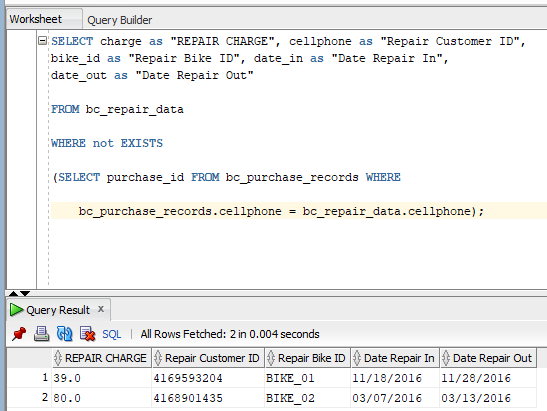 Worksheet Query Builder
SELECT charge as "REPAIR CHARGE", cellphone as "Repair Customer ID",
bike_id as "Repair Bike ID", date_in as "Date Repair In",
date_out as "Date Repair Out"
FROM bc_repair_data
WHERE not EXISTS
(SELECT purchase_id FROM bc_purchase_records WHERE
bc_purchase_records.cellphone = bc_repair_data.cellphone);
Query Result x
SQL | All Rows Fetched: 2 in 0.004 seconds
REPAIR CHARGE Repair Customer ID Repair Bike ID Date Repair In Date Repair Out
1 39.0 4169593204 BIKE_01 11/18/2016 11/28/2016
2 80.0 4168901435 BIKE_02 03/07/2016 03/13/2016